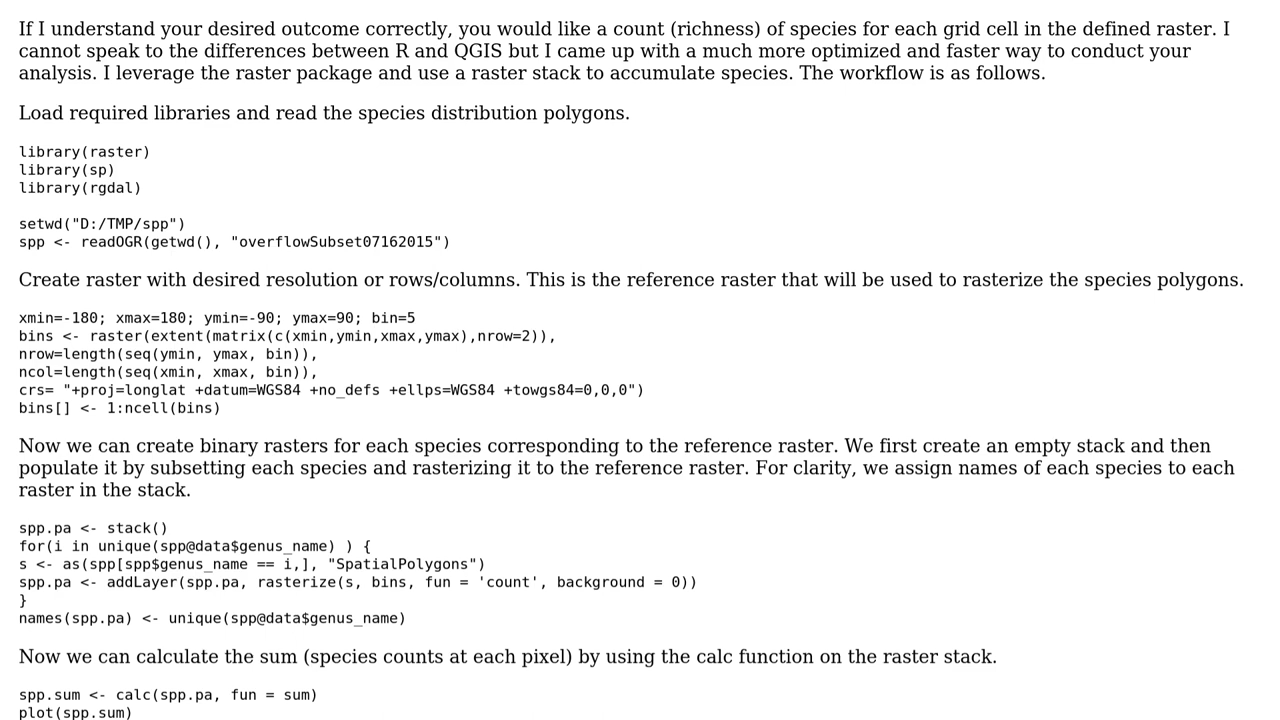 If I understand your desired outcome correctly, you would like a count (richness) of species for each grid cell in the defined raster. I
cannot speak to the differences between R and QGIS but I came up with a much more optimized and faster way to conduct your
analysis. I leverage the raster package and use a raster stack to accumulate species. The workflow is as follows.
Load required libraries and read the species distribution polygons.
library(raster)
library(sp)
library(rgdal)
setwd("D:/TMP/spp")
spp <- readOGR(getwd(), "overflowSubset07162015")
Create raster with desired resolution or rows/columns. This is the reference raster that will be used to rasterize the species polygons.
xmin=-180; xmax=180; ymin=-90; ymax=90; bin=5
bins <- raster(extent(matrix(c(xmin,ymin,xmax,ymax),nrow=2)),
nrow=length(seq(ymin, ymax, bin)),
ncol=length(seq(xmin, xmax, bin)),
crs= "+proj=longlat +datum=WGS84 +no_defs +ellps=WGS84 +towgs84=0,0,0")
bins[] <- 1:ncell(bins)
Now we can create binary rasters for each species corresponding to the reference raster. We first create an empty stack and then
populate it by subsetting each species and rasterizing it to the reference raster. For clarity, we assign names of each species to each
raster in the stack.
spp.pa <- stack()
for(i in unique(spp@data$genus_name) ) {
s <- as(spp[spp$genus_name == i,], "SpatialPolygons")
spp.pa <- addLayer(spp.pa, rasterize(s, bins, fun = 'count', background = 0))
}
names(spp.pa) <- unique(spp@data$genus_name)
Now we can calculate the sum (species counts at each pixel) by using the calc function on the raster stack.
spp.sum <- calc(spp.pa, fun = sum)
plot(spp.sum)